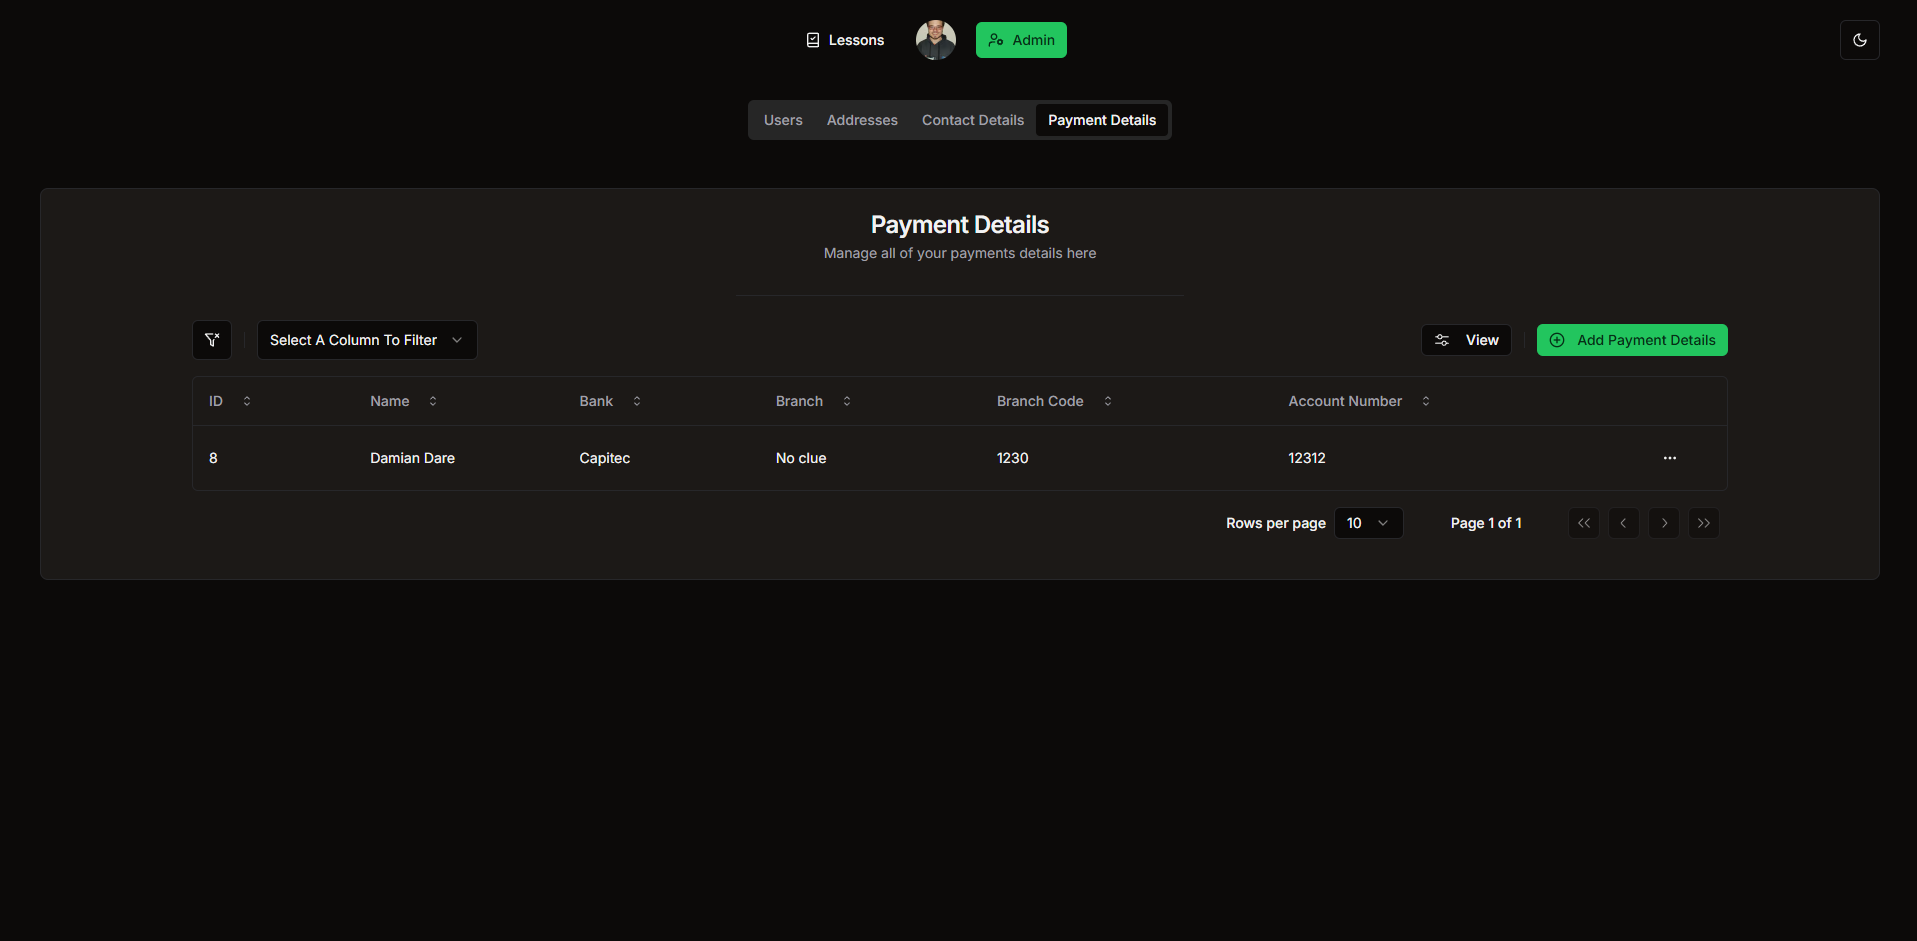 Lessons Admin
Users Addresses Contact Details Payment Details
Payment Details
Manage all of your payments details here
Select A Column To Filter View Add Payment Details
ID Name Bank Branch Branch Code Account Number
8 Damian Dare Capitec No clue 1230 12312
Rows per page 10 Page 1 of 1